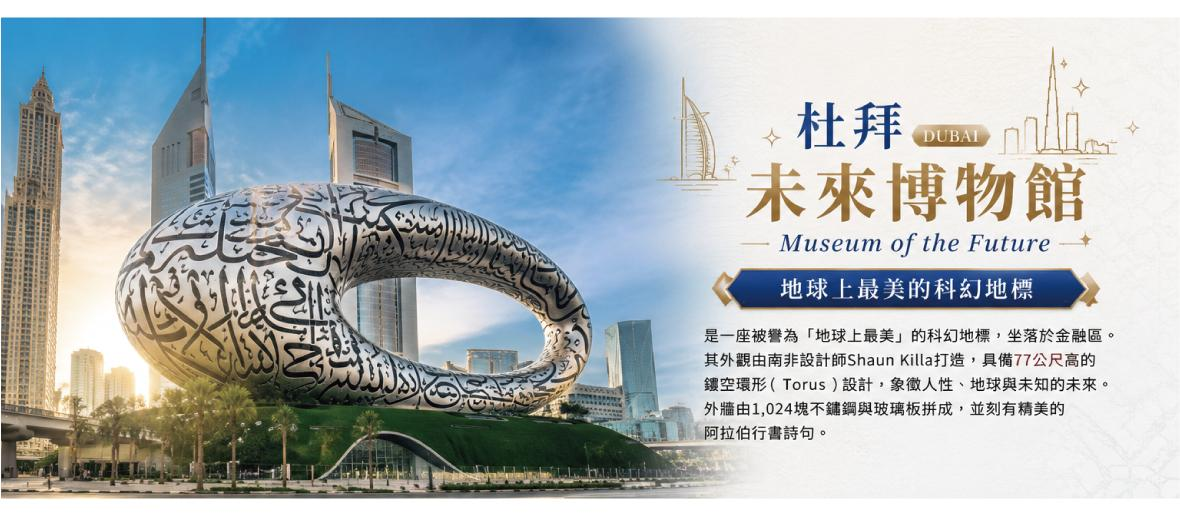 杜拜 DUBAI
未來博物館
Museum of the Future
地球上最美的科幻地標
是一座被譽為「地球上最美」的科幻地標，坐落於金融區。
其外觀由南非設計師Shaun Killa打造，具備77公尺高的
鏤空環形( Torus )設計，象徵人性、地球與未知的未來。
外牆由1,024塊不鏽鋼與玻璃板拼成，並刻有精美的
阿拉伯行書詩句。